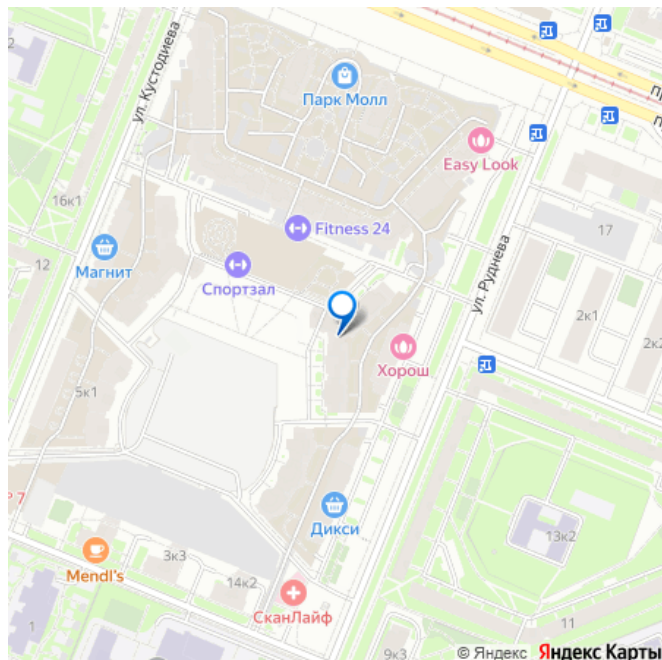 ул. Кустодиева
Парк Молл
Easy Look
16к1
Fitness 24
17
ул. Руднева
12
Магнит
Спортзал
2к1
2к2
Хорош
5к1
Р 7
Дикси
13к2
Mendl's
3к3
14к2
СканЛайф
1
11
9к3
© Яндекс Яндекс Карты